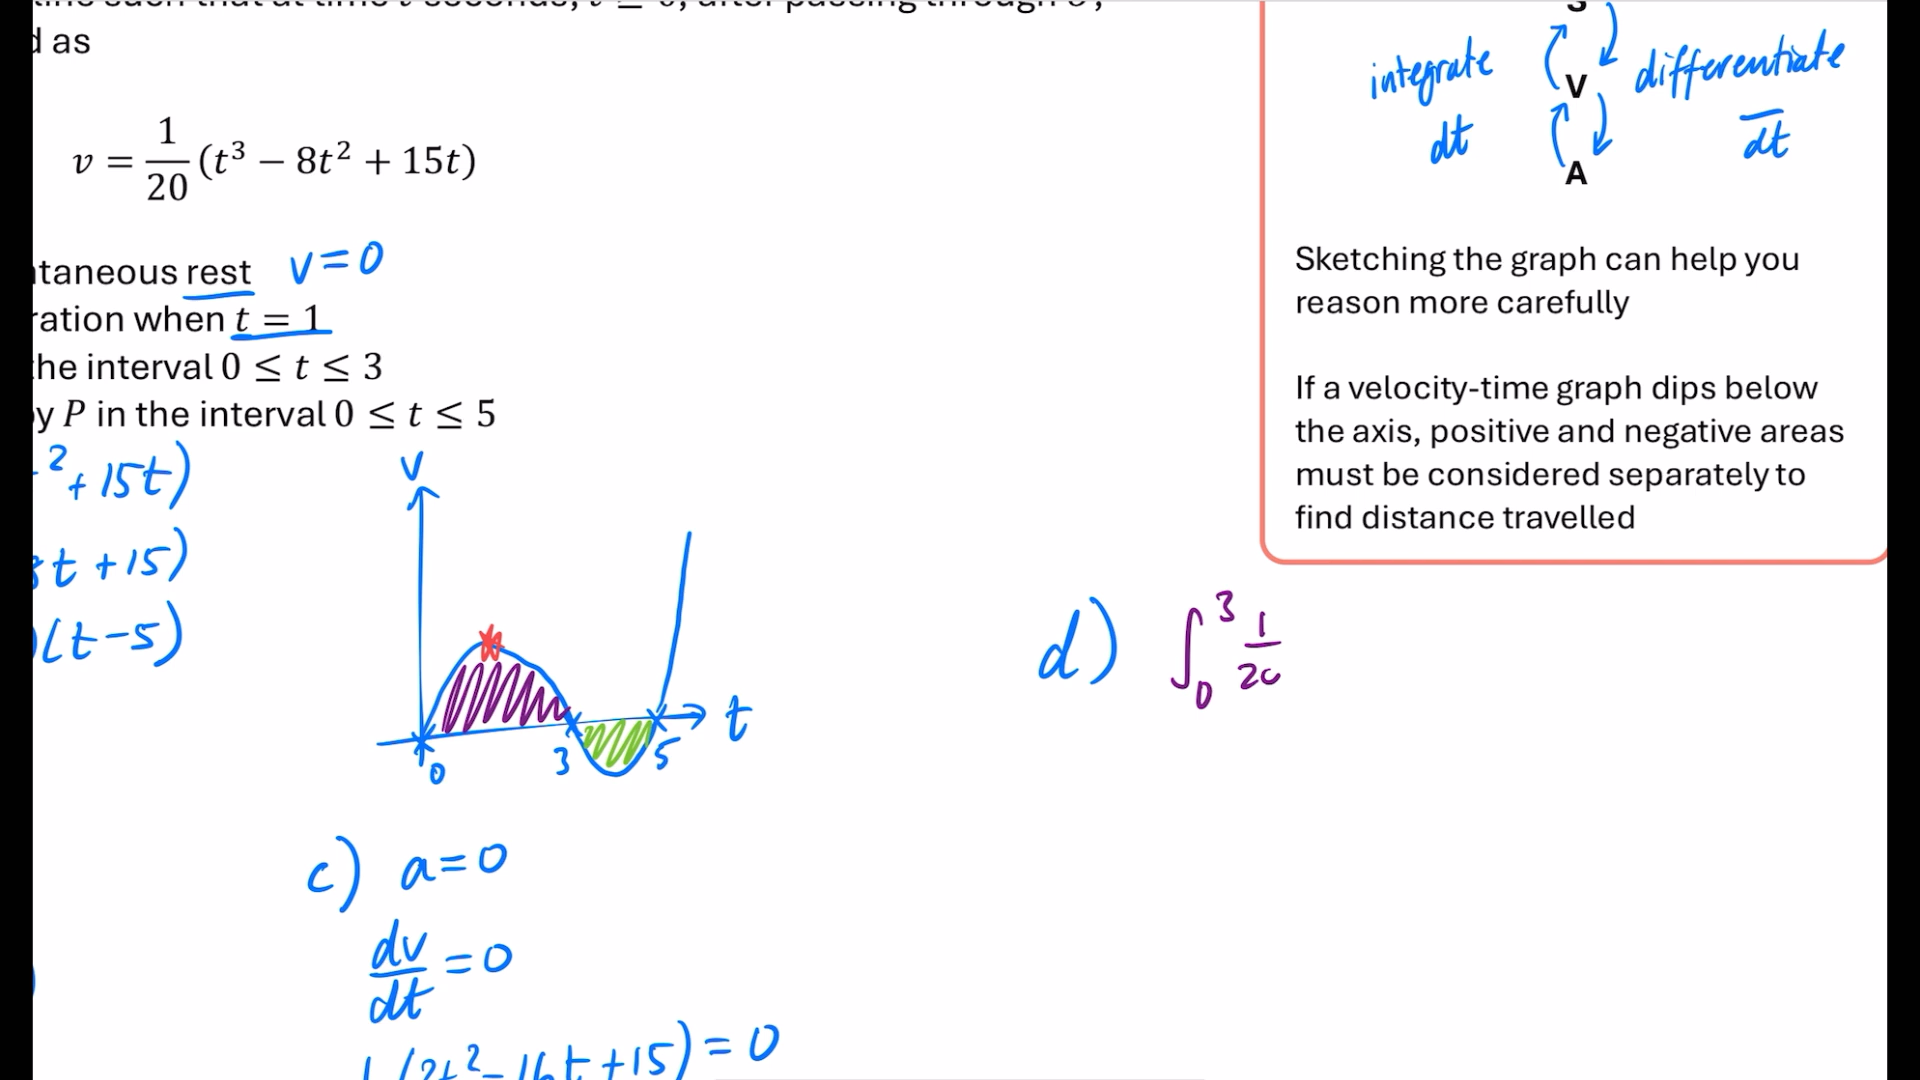 d as
v = 1/20 (t³ − 8t² + 15t)
taneous rest v=0
ration when t = 1
the interval 0 ≤ t ≤ 3
y P in the interval 0 ≤ t ≤ 5
² + 15t)
t + 15)
(t-5)
v
t
0
3
5
c) a=0
dv/dt = 0
t² - 16t + 15) = 0
integrate
dt
S
V
A
differentiate
dt
Sketching the graph can help you
reason more carefully
If a velocity-time graph dips below
the axis, positive and negative areas
must be considered separately to
find distance travelled
d) ∫₀³ 1/20